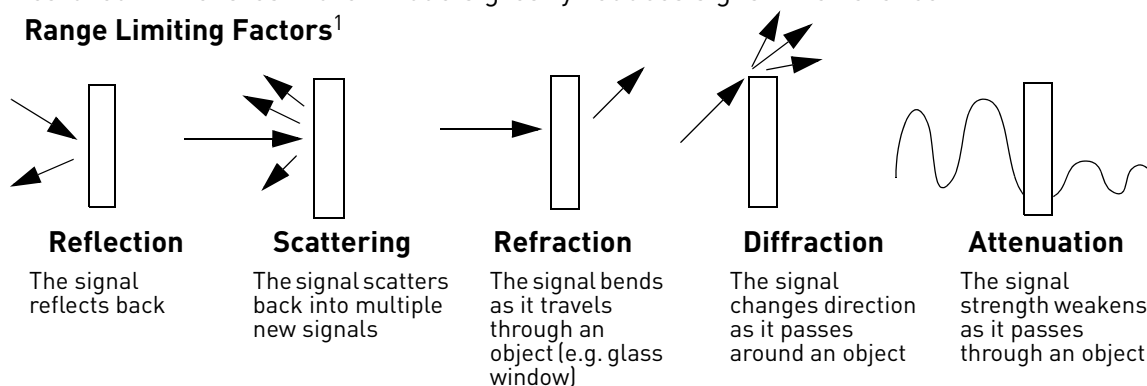 Range Limiting Factors1
Reflection
The signal
reflects back
Scattering
The signal scatters
back into multiple
new signals
Refraction
The signal bends
as it travels
through an
object (e.g. glass
window)
Diffraction
The signal
changes direction
as it passes
around an object
Attenuation
The signal
strength weakens
as it passes
through an object